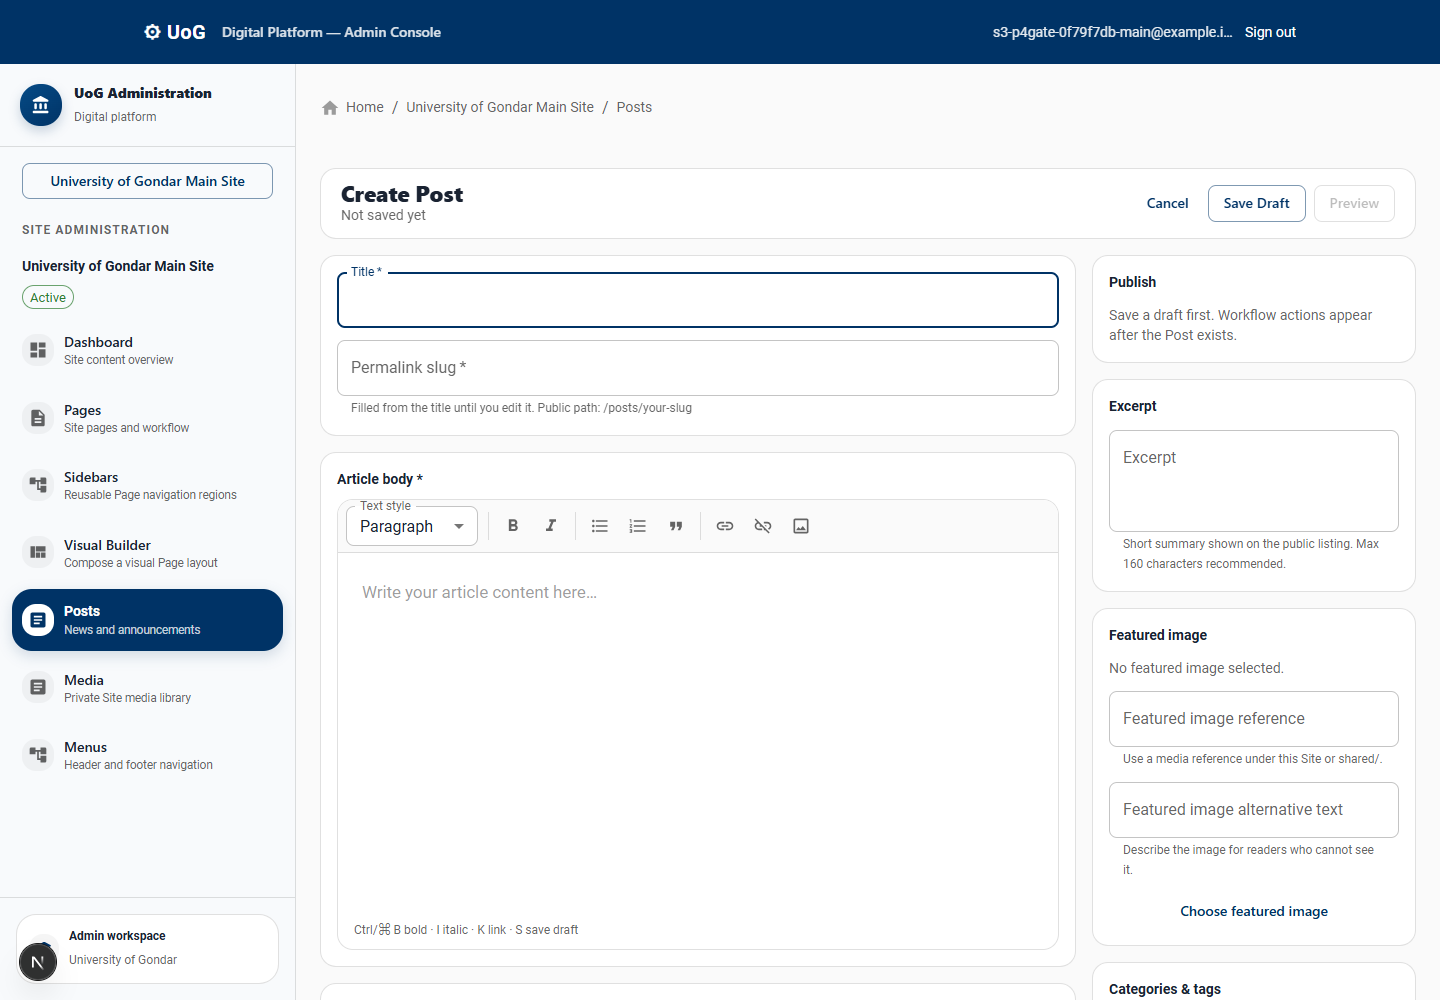 UoG
Digital Platform — Admin Console
s3-p4gate-0f79f7db-main@example.i...
Sign out
UoG Administration
Digital platform
University of Gondar Main Site
SITE ADMINISTRATION
University of Gondar Main Site
Active
Dashboard
Site content overview
Pages
Site pages and workflow
Sidebars
Reusable Page navigation regions
Visual Builder
Compose a visual Page layout
Posts
News and announcements
Media
Private Site media library
Menus
Header and footer navigation
Admin workspace
University of Gondar
N
Home / University of Gondar Main Site / Posts
Create Post
Not saved yet
Cancel
Save Draft
Preview
Title *
Permalink slug *
Filled from the title until you edit it. Public path: /posts/your-slug
Article body *
Text style
Paragraph
B I
Write your article content here...
Ctrl/⌘ B bold · I italic · K link · S save draft
Publish
Save a draft first. Workflow actions appear
after the Post exists.
Excerpt
Excerpt
Short summary shown on the public listing. Max
160 characters recommended.
Featured image
No featured image selected.
Featured image reference
Use a media reference under this Site or shared/.
Featured image alternative text
Describe the image for readers who cannot see
it.
Choose featured image
Categories & tags